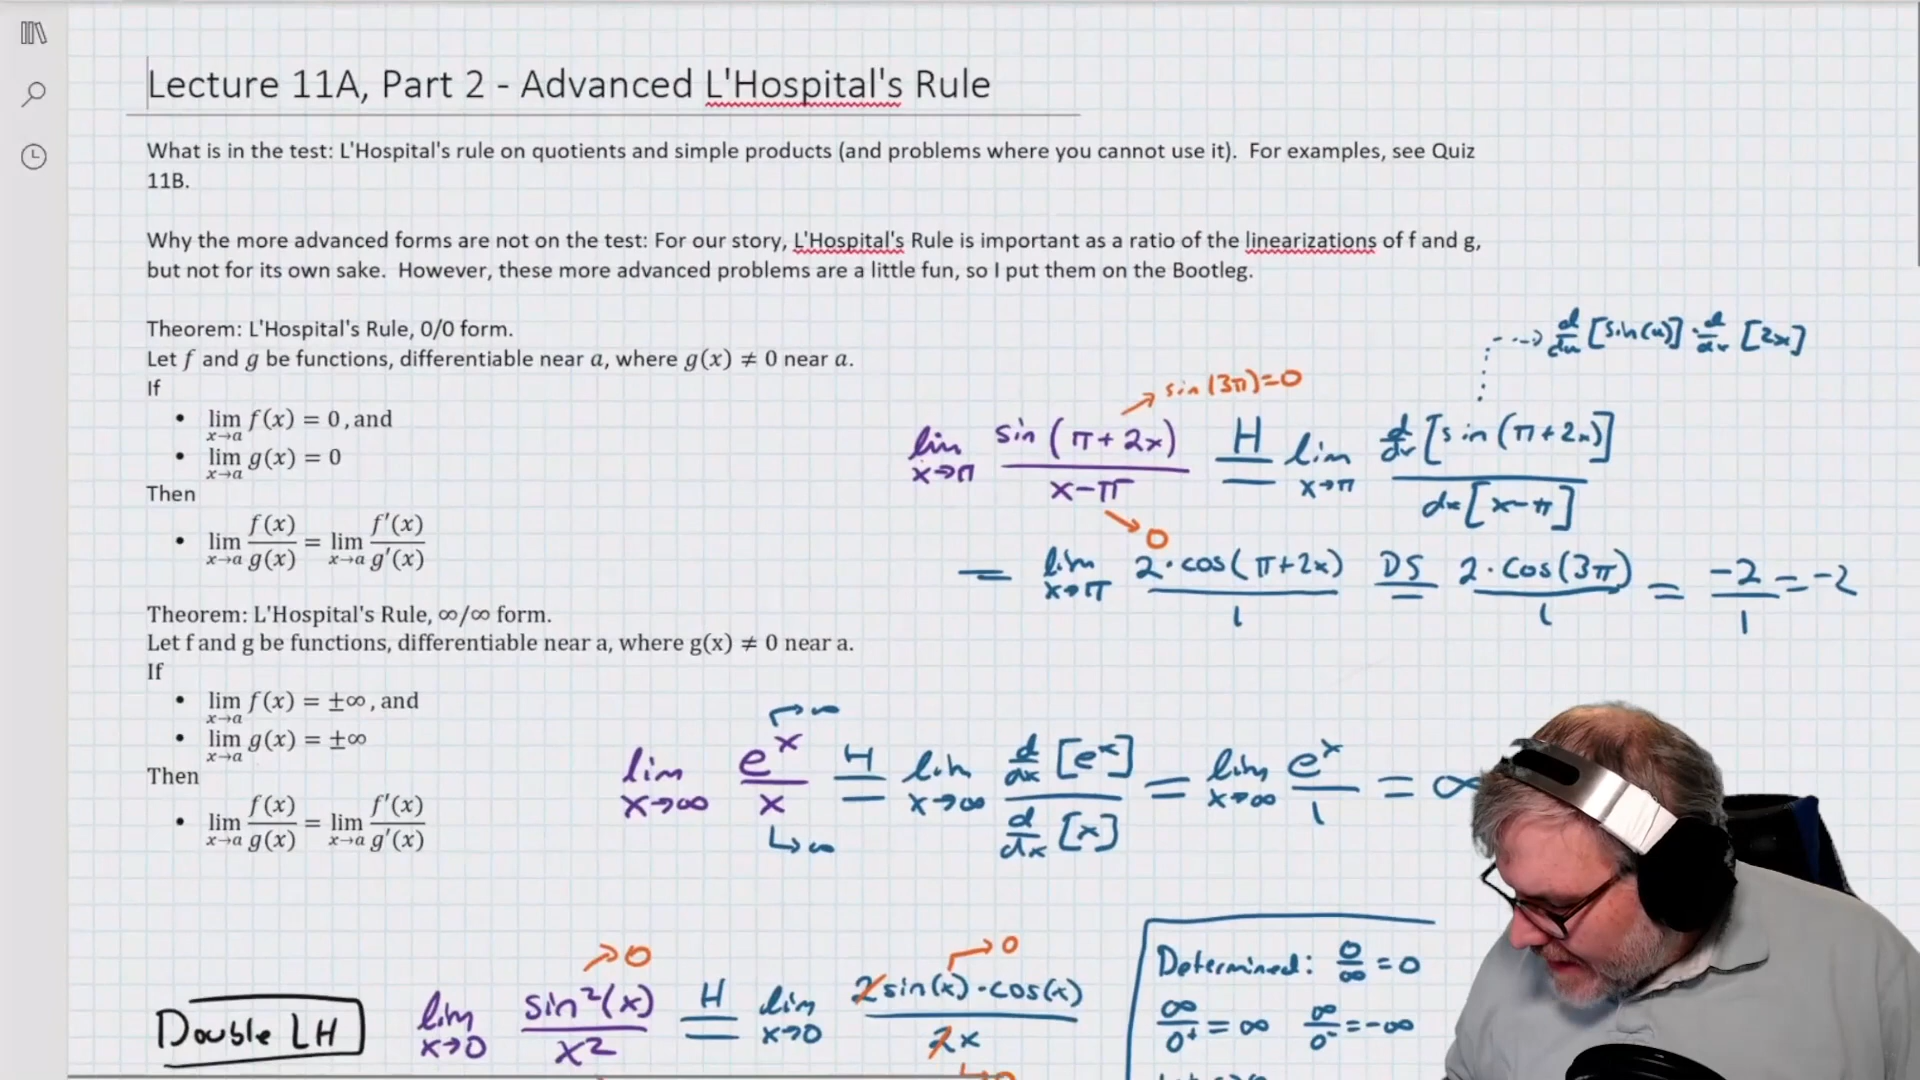 Lecture 11A, Part 2 - Advanced L'Hospital's Rule
What is in the test: L'Hospital's rule on quotients and simple products (and problems where you cannot use it). For examples, see Quiz
11B.
Why the more advanced forms are not on the test: For our story, L'Hospital's Rule is important as a ratio of the linearizations of f and g,
but not for its own sake. However, these more advanced problems are a little fun, so I put them on the Bootleg.
Theorem: L'Hospital's Rule, 0/0 form.
Let f and g be functions, differentiable near a, where g(x) ≠ 0 near a.
If
• lim x→a f(x) = 0, and
• lim x→a g(x) = 0
Then
• lim x→a f(x)/g(x) = lim x→a f'(x)/g'(x)
Theorem: L'Hospital's Rule, ∞/∞ form.
Let f and g be functions, differentiable near a, where g(x) ≠ 0 near a.
If
• lim x→a f(x) = ±∞, and
• lim x→a g(x) = ±∞
Then
• lim x→a f(x)/g(x) = lim x→a f'(x)/g'(x)
d/du [sin(u)] · d/dx [2x]
sin(3π)=0
lim x→π sin(π+2x) / x-π H= lim x→π d/dx [sin(π+2x)] / dx[x-π]
0
= lim x→π 2·cos(π+2x) / 1 DS= 2·cos(3π) / 1 = -2/1 = -2
→∞
lim x→∞ e^x / x H= lim x→∞ d/dx [e^x] / d/dx [x] = lim x→∞ e^x / 1 = ∞
↳∞
→0
→0
Double LH
lim x→0 sin²(x) / x² H= lim x→0 2sin(x)·cos(x) / 2x
Determined: 0/∞ = 0
∞/0⁺ = ∞ ∞/0⁻ = -∞